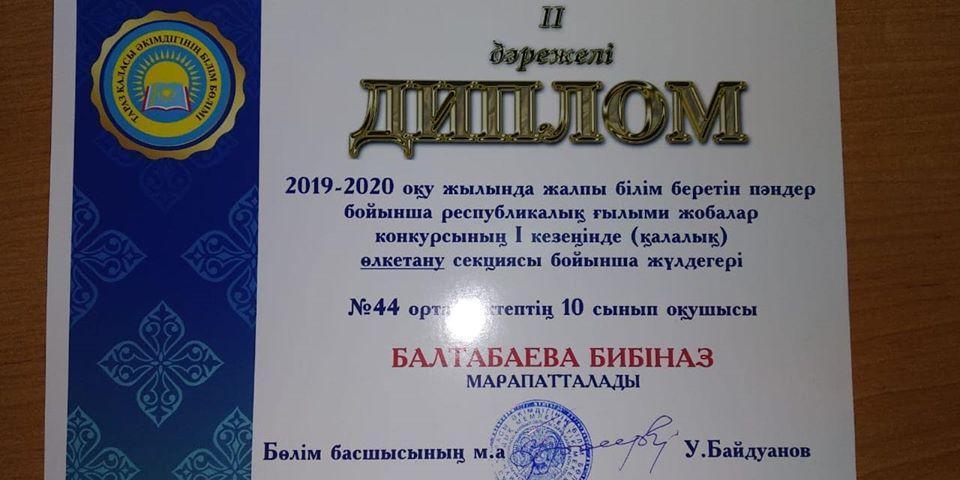 ТАРАЗ ҚАЛАСЫ ӘКІМДІГІНІҢ БІЛІМ БӨЛІМІ
II
дәрежелі
ДИПЛОМ
2019-2020 оқу жылында жалпы білім беретін пәндер
бойынша республикалық ғылыми жобалар
конкурсының I кезеңінде (қалалық)
өлкетану секциясы бойынша жүлдегері
№44 орта мектептің 10 сынып оқушысы
БАЛТАБАЕВА БИБІНАЗ
МАРАПАТТАЛАДЫ
Бөлім басшысының м.а
У.Байдуанов